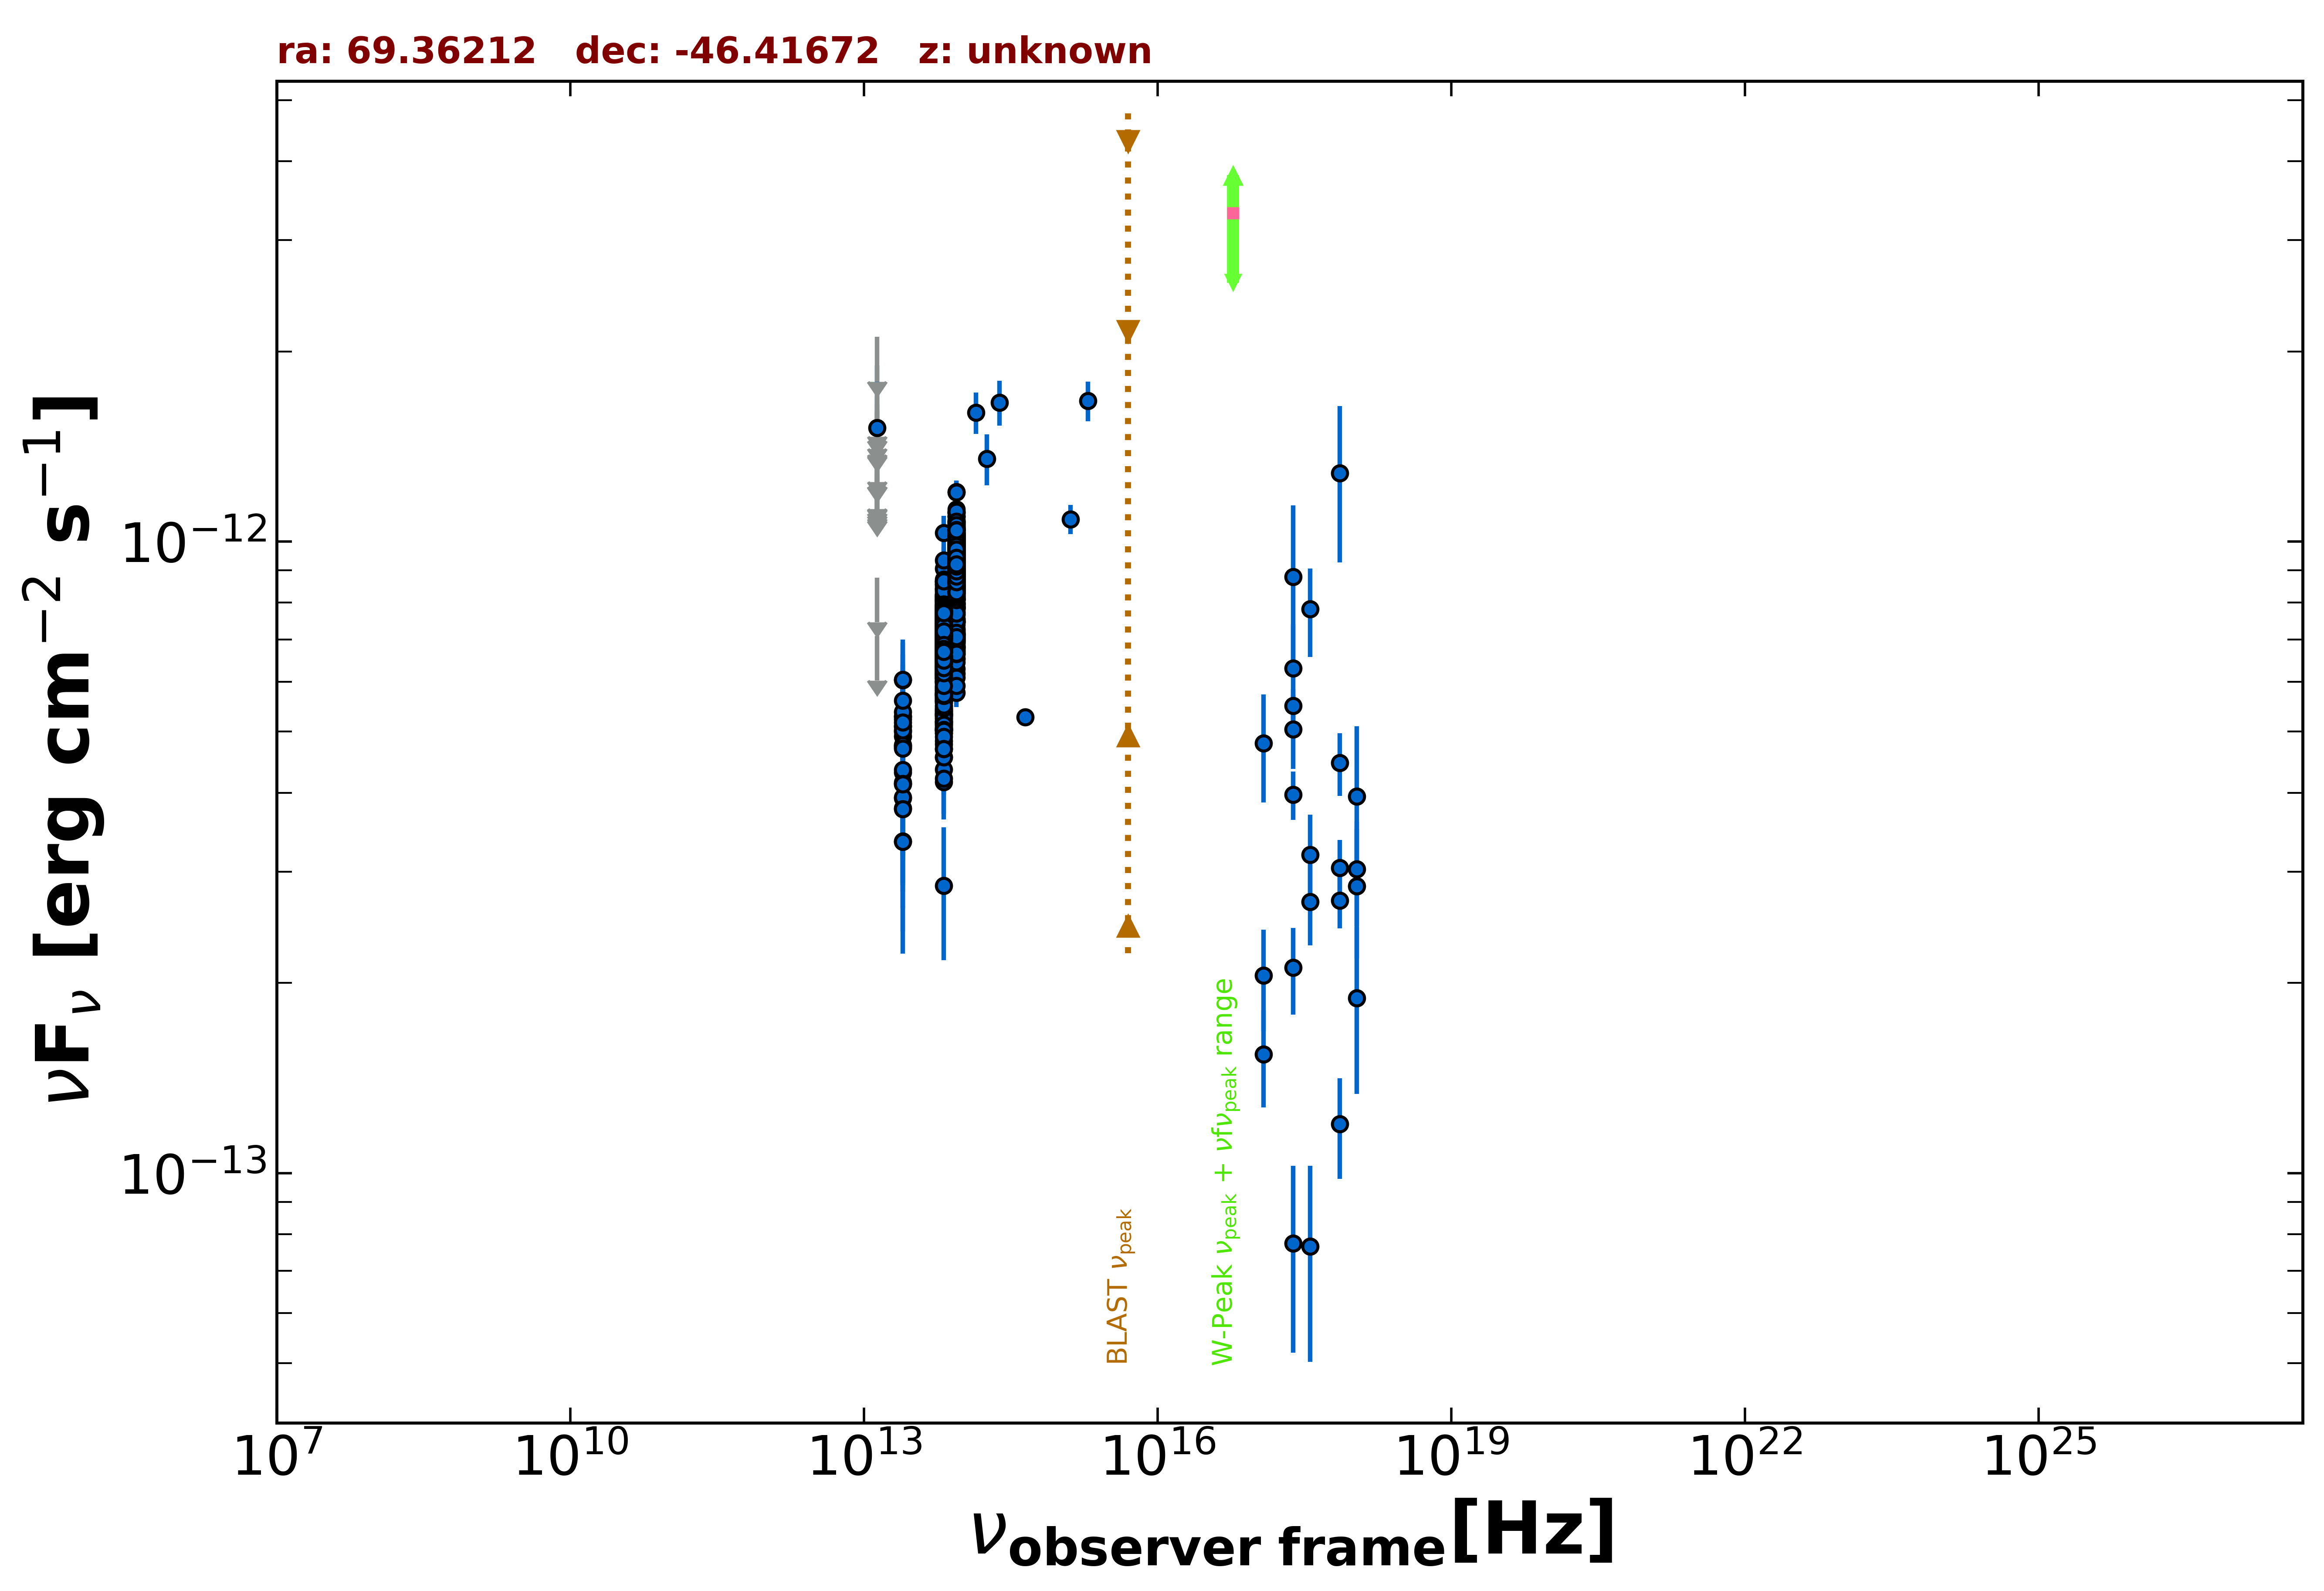 ra: 69.36212   dec: -46.41672   z: unknown
νFν [erg cm⁻² s⁻¹]
10⁻¹²
10⁻¹³
BLAST νpeak
W-Peak νpeak + νfνpeak range
10⁷ 10¹⁰ 10¹³ 10¹⁶ 10¹⁹ 10²² 10²⁵
νobserver frame[Hz]